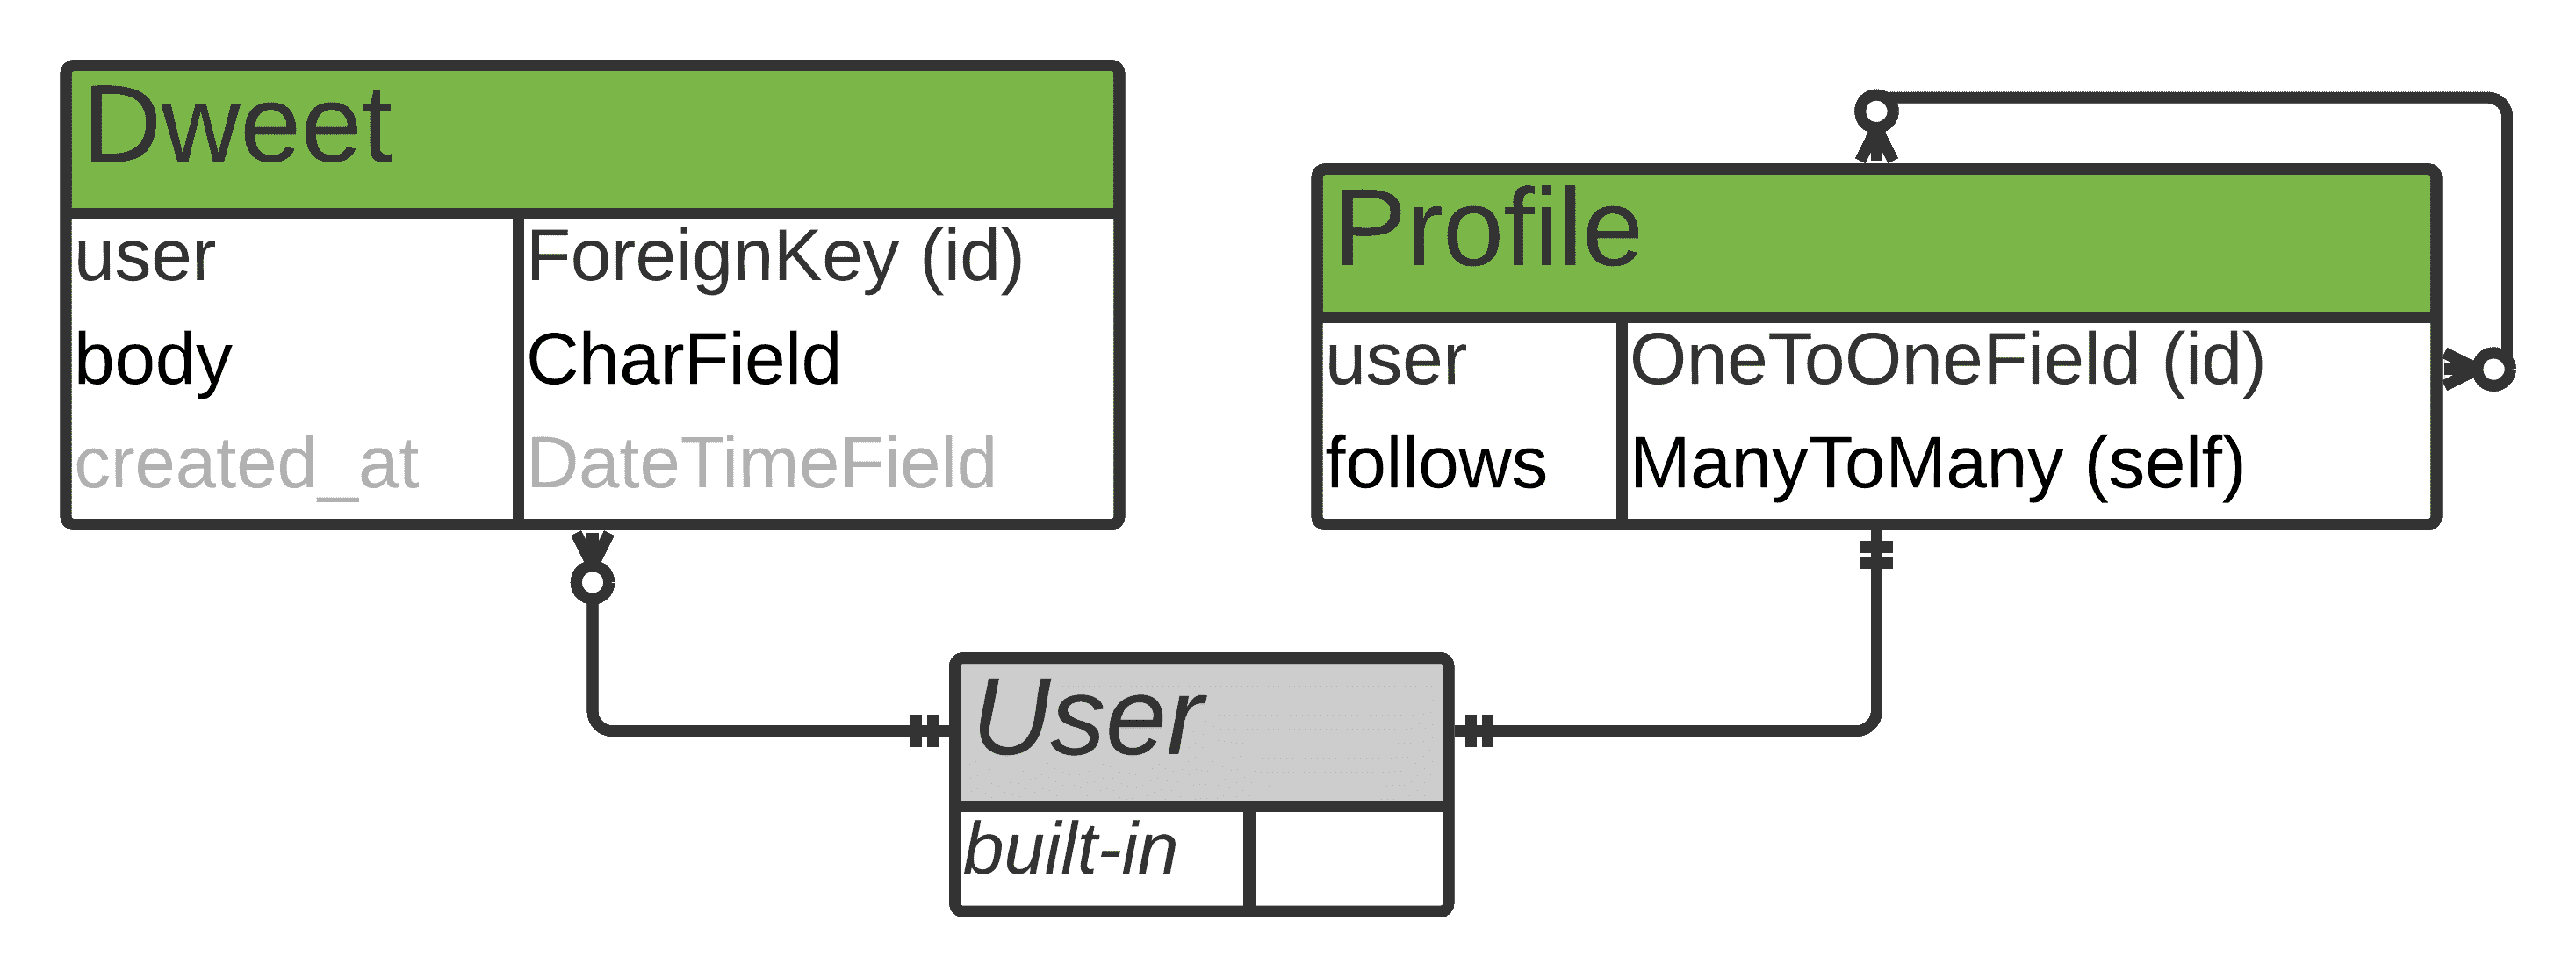 Dweet
user ForeignKey (id)
body CharField
created_at DateTimeField
Profile
user OneToOneField (id)
follows ManyToMany (self)
User
built-in